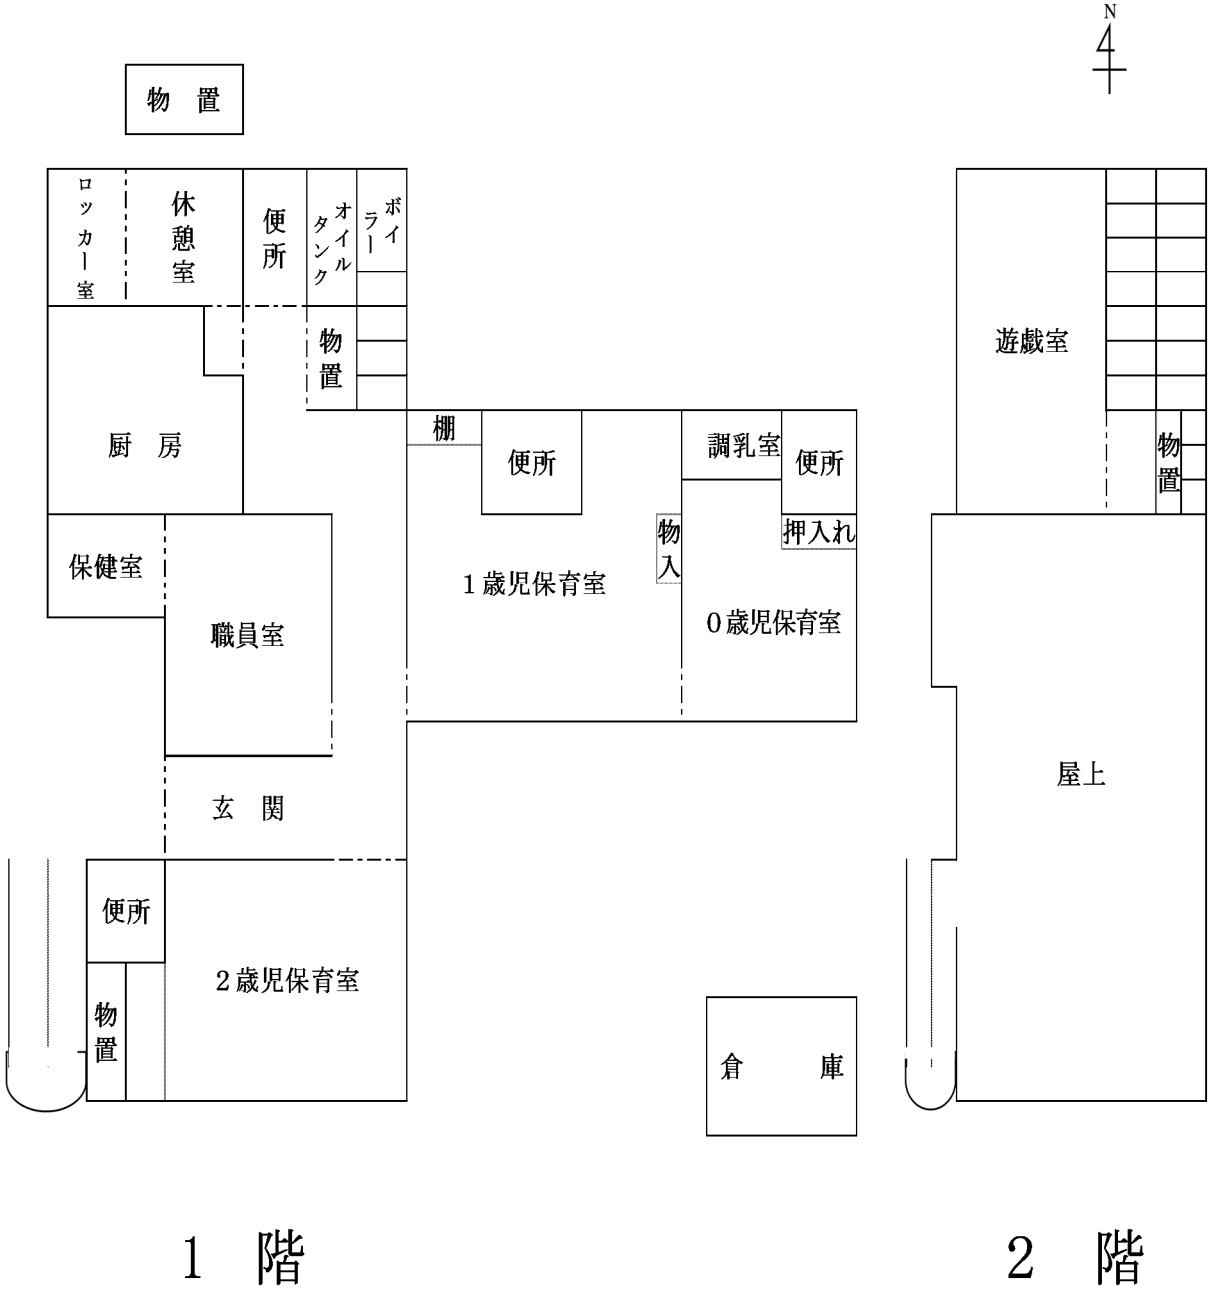 N
物　置
ロッカー室
休憩室
便所
オイル
タンク
ボイ
ラー
物置
厨　房
棚
便所
調乳室
便所
押入れ
物入
保健室
職員室
1歳児保育室
0歳児保育室
玄　関
便所
2歳児保育室
物置
倉　　庫
1　階
遊戯室
物置
屋上
2　階